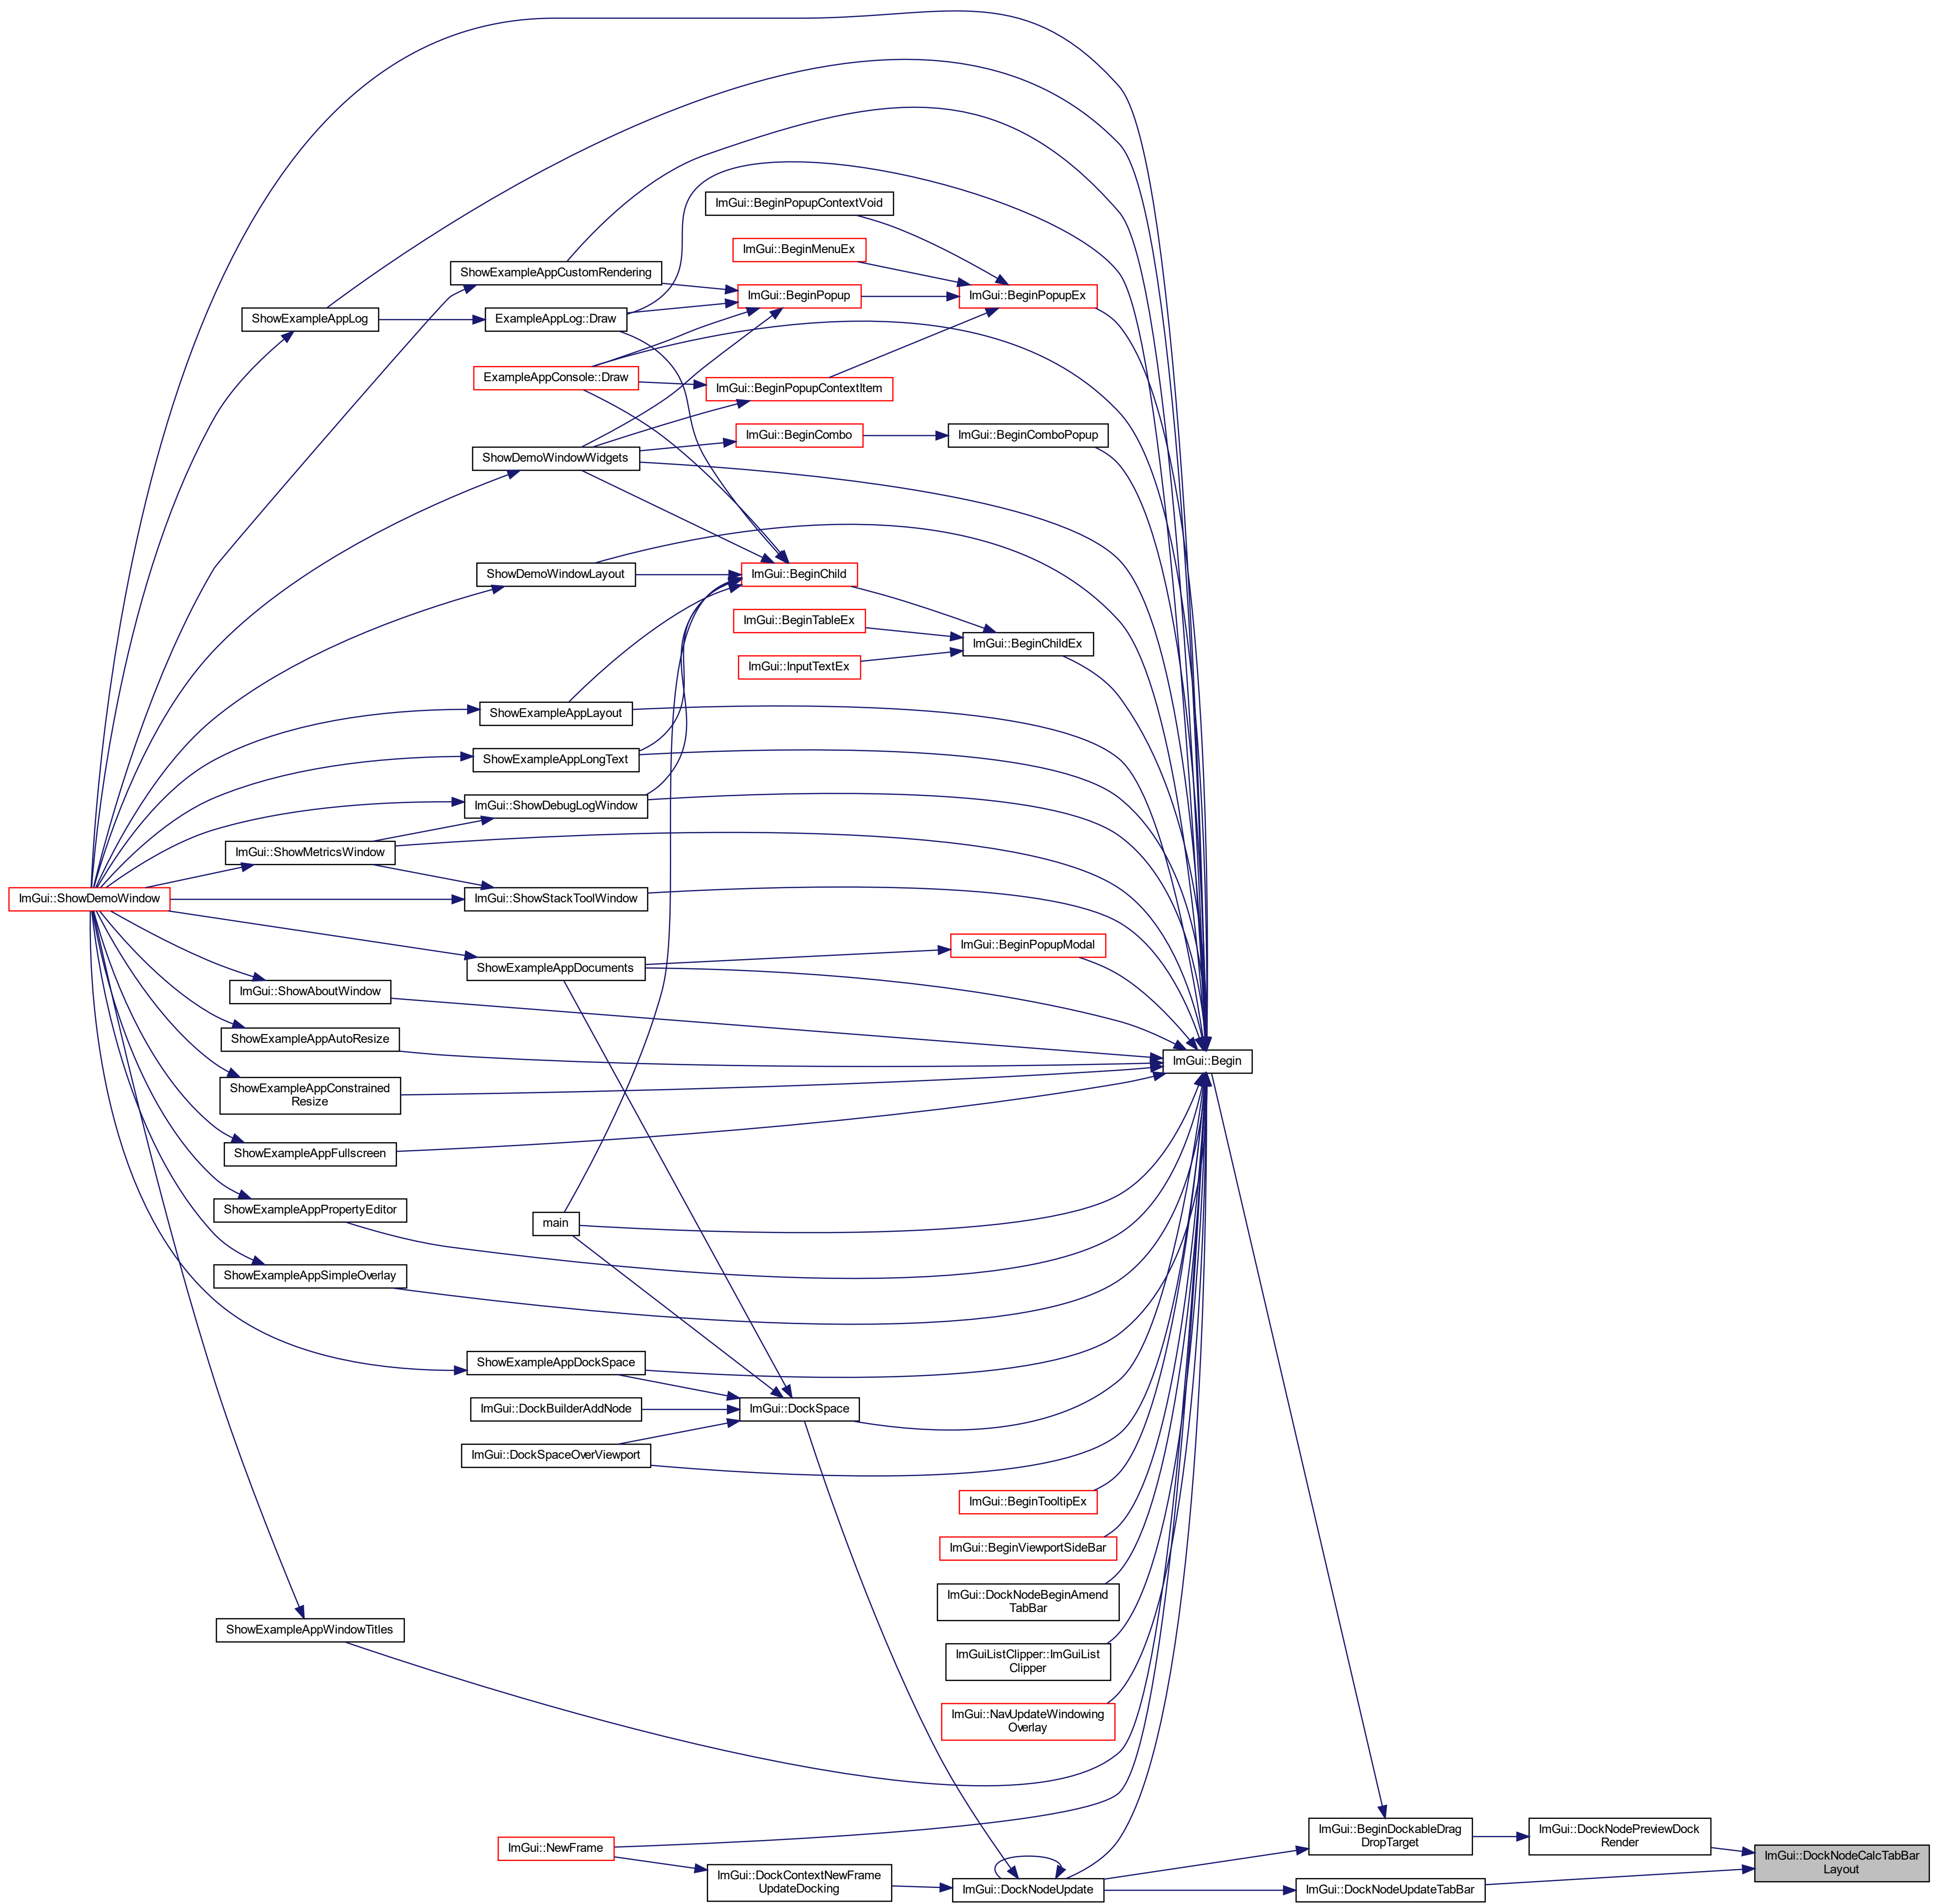 ImGui::BeginPopupContextVoid
ImGui::BeginMenuEx
ShowExampleAppCustomRendering
ImGui::BeginPopup
ImGui::BeginPopupEx
ShowExampleAppLog
ExampleAppLog::Draw
ExampleAppConsole::Draw
ImGui::BeginPopupContextItem
ShowDemoWindowWidgets
ImGui::BeginCombo
ImGui::BeginComboPopup
ShowDemoWindowLayout
ImGui::BeginChild
ImGui::BeginTableEx
ImGui::BeginChildEx
ImGui::InputTextEx
ShowExampleAppLayout
ShowExampleAppLongText
ImGui::ShowDebugLogWindow
ImGui::ShowMetricsWindow
ImGui::ShowDemoWindow
ImGui::ShowStackToolWindow
ImGui::BeginPopupModal
ShowExampleAppDocuments
ImGui::ShowAboutWindow
ShowExampleAppAutoResize
ImGui::Begin
ShowExampleAppConstrained
Resize
ShowExampleAppFullscreen
ShowExampleAppPropertyEditor
main
ShowExampleAppSimpleOverlay
ShowExampleAppDockSpace
ImGui::DockBuilderAddNode
ImGui::DockSpace
ImGui::DockSpaceOverViewport
ImGui::BeginTooltipEx
ImGui::BeginViewportSideBar
ImGui::DockNodeBeginAmend
TabBar
ShowExampleAppWindowTitles
ImGuiListClipper::ImGuiList
Clipper
ImGui::NavUpdateWindowing
Overlay
ImGui::NewFrame
ImGui::BeginDockableDrag
DropTarget
ImGui::DockNodePreviewDock
Render
ImGui::DockNodeCalcTabBar
Layout
ImGui::DockContextNewFrame
UpdateDocking
ImGui::DockNodeUpdate
ImGui::DockNodeUpdateTabBar